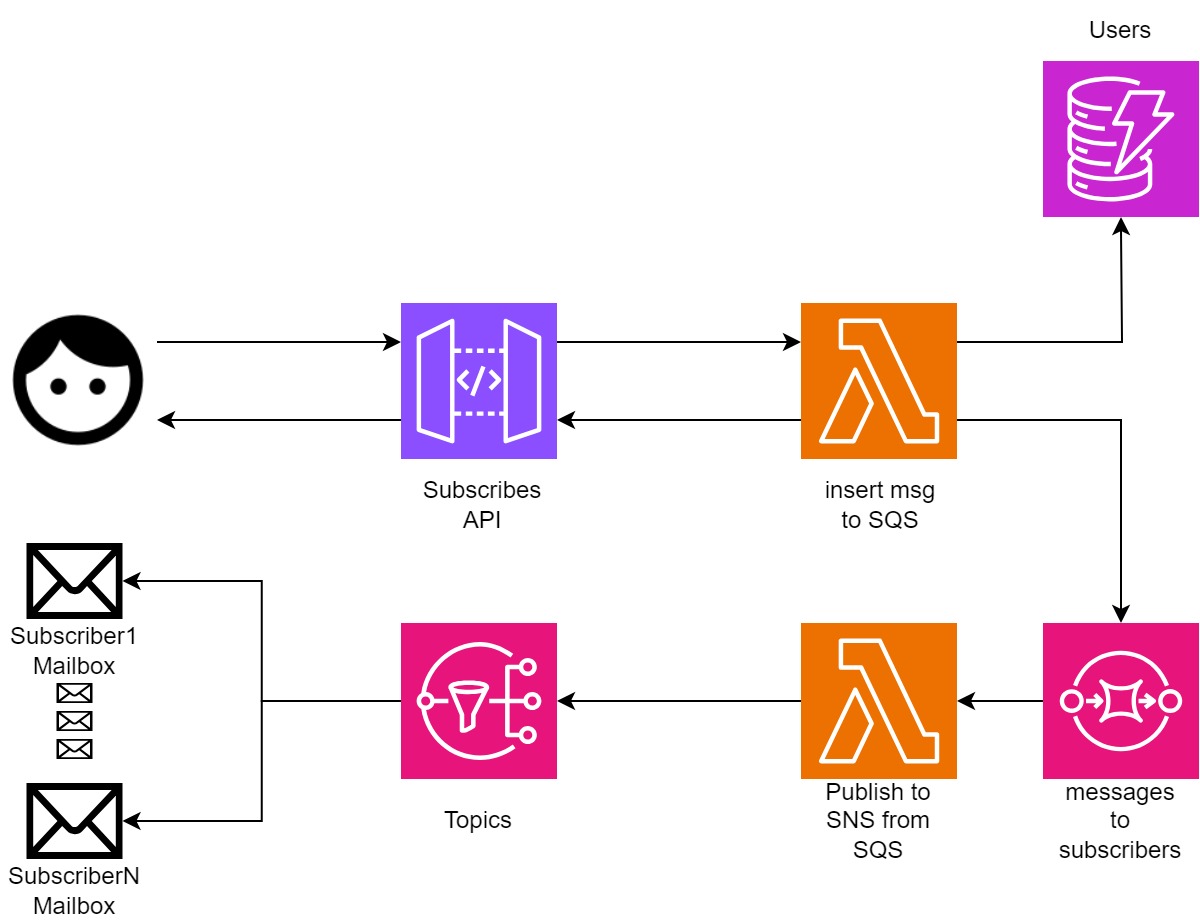 Users
Subscribes
API
insert msg
to SQS
Subscriber1
Mailbox
SubscriberN
Mailbox
Topics
Publish to
SNS from
SQS
messages
to
subscribers